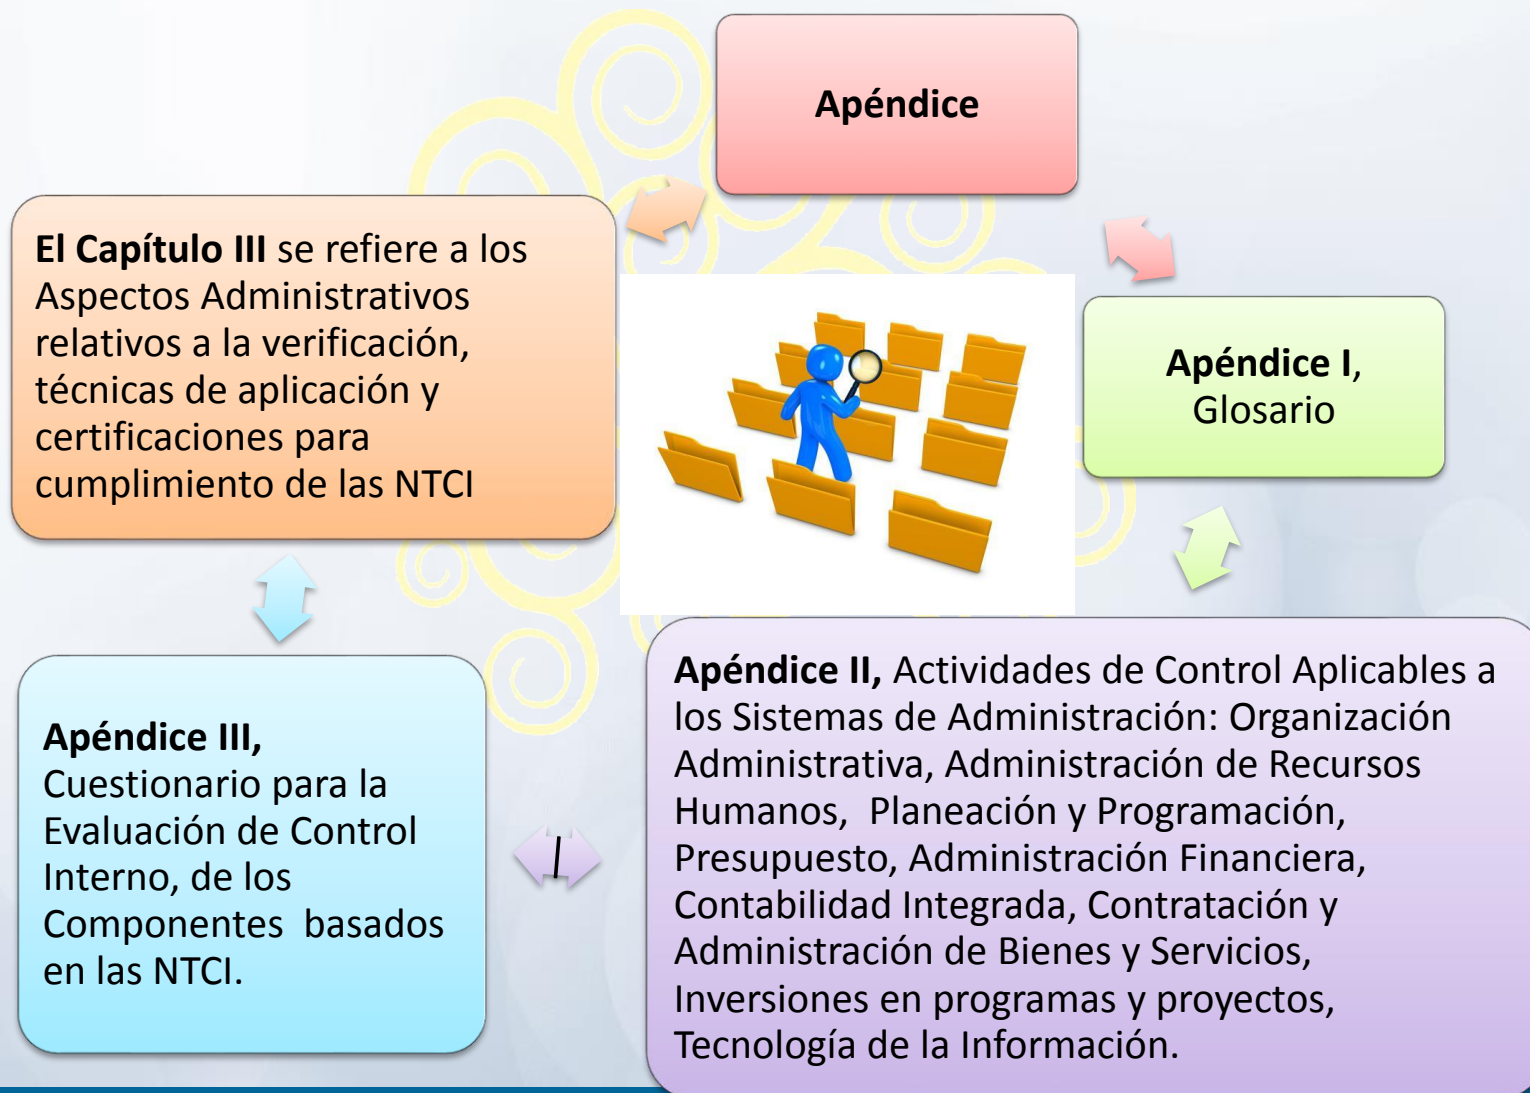 Apéndice
El Capítulo III se refiere a los
Aspectos Administrativos
relativos a la verificación,
técnicas de aplicación y
certificaciones para
cumplimiento de las NTCI
Apéndice I,
Glosario
Apéndice II, Actividades de Control Aplicables a
los Sistemas de Administración: Organización
Administrativa, Administración de Recursos
Humanos, Planeación y Programación,
Presupuesto, Administración Financiera,
Contabilidad Integrada, Contratación y
Administración de Bienes y Servicios,
Inversiones en programas y proyectos,
Tecnología de la Información.
Apéndice III,
Cuestionario para la
Evaluación de Control
Interno, de los
Componentes basados
en las NTCI.